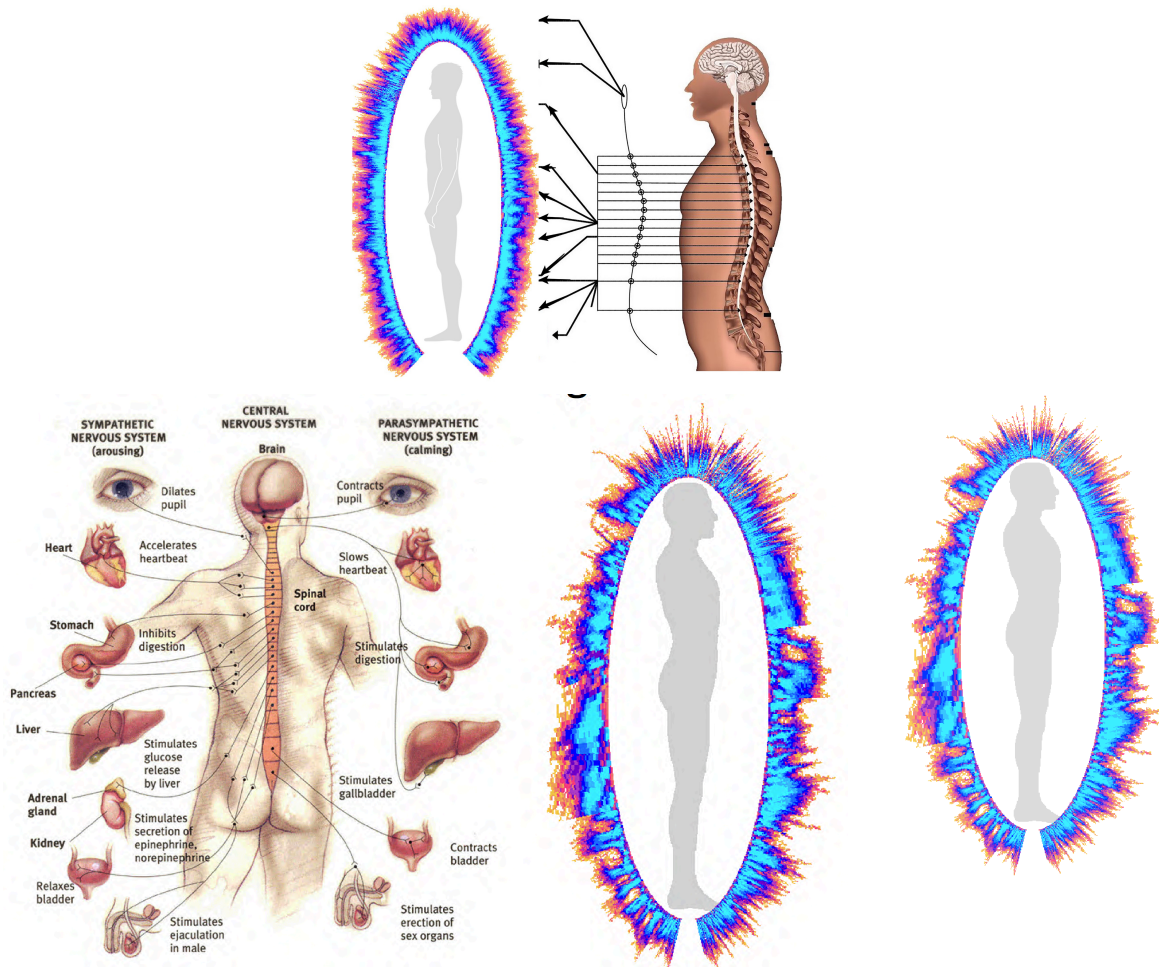 SYMPATHETIC
NERVOUS SYSTEM
(arousing)
CENTRAL
NERVOUS SYSTEM
Brain
PARASYMPATHETIC
NERVOUS SYSTEM
(calming)
Dilates
pupil
Contracts
pupil
Heart
Accelerates
heartbeat
Slows
heartbeat
Spinal
cord
Stomach
Inhibits
digestion
Stimulates
digestion
Pancreas
Liver
Stimulates
glucose
release
by liver
Stimulates
gallbladder
Adrenal
gland
Stimulates
secretion of
epinephrine,
norepinephrine
Kidney
Contracts
bladder
Relaxes
bladder
Stimulates
ejaculation
in male
Stimulates
erection of
sex organs